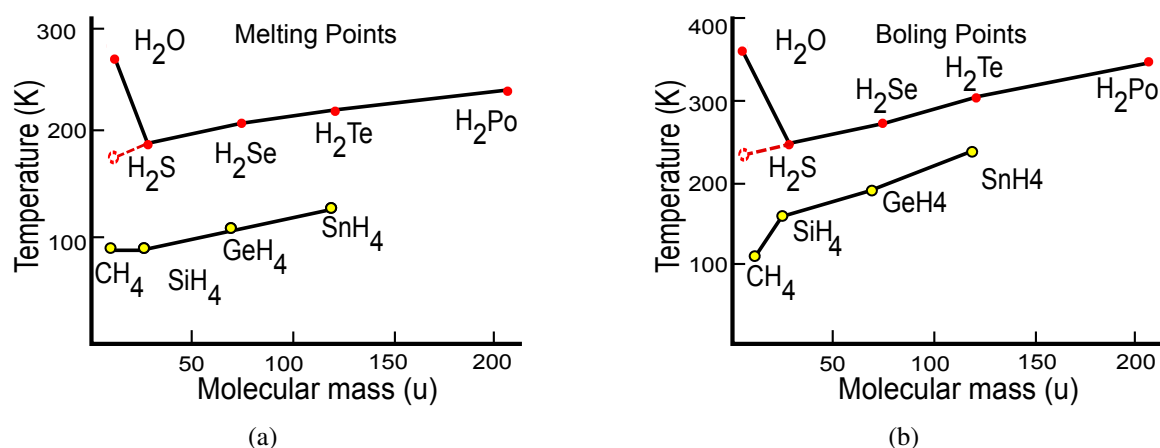 Melting Points
Temperature (K)
300
200
100
H2O
H2S
H2Se
H2Te
H2Po
CH4
SiH4
GeH4
SnH4
50
100
150
200
Molecular mass (u)
(a)
Boling Points
Temperature (K)
400
300
200
100
H2O
H2S
H2Se
H2Te
H2Po
CH4
SiH4
GeH4
SnH4
50
100
150
200
Molecular mass (u)
(b)